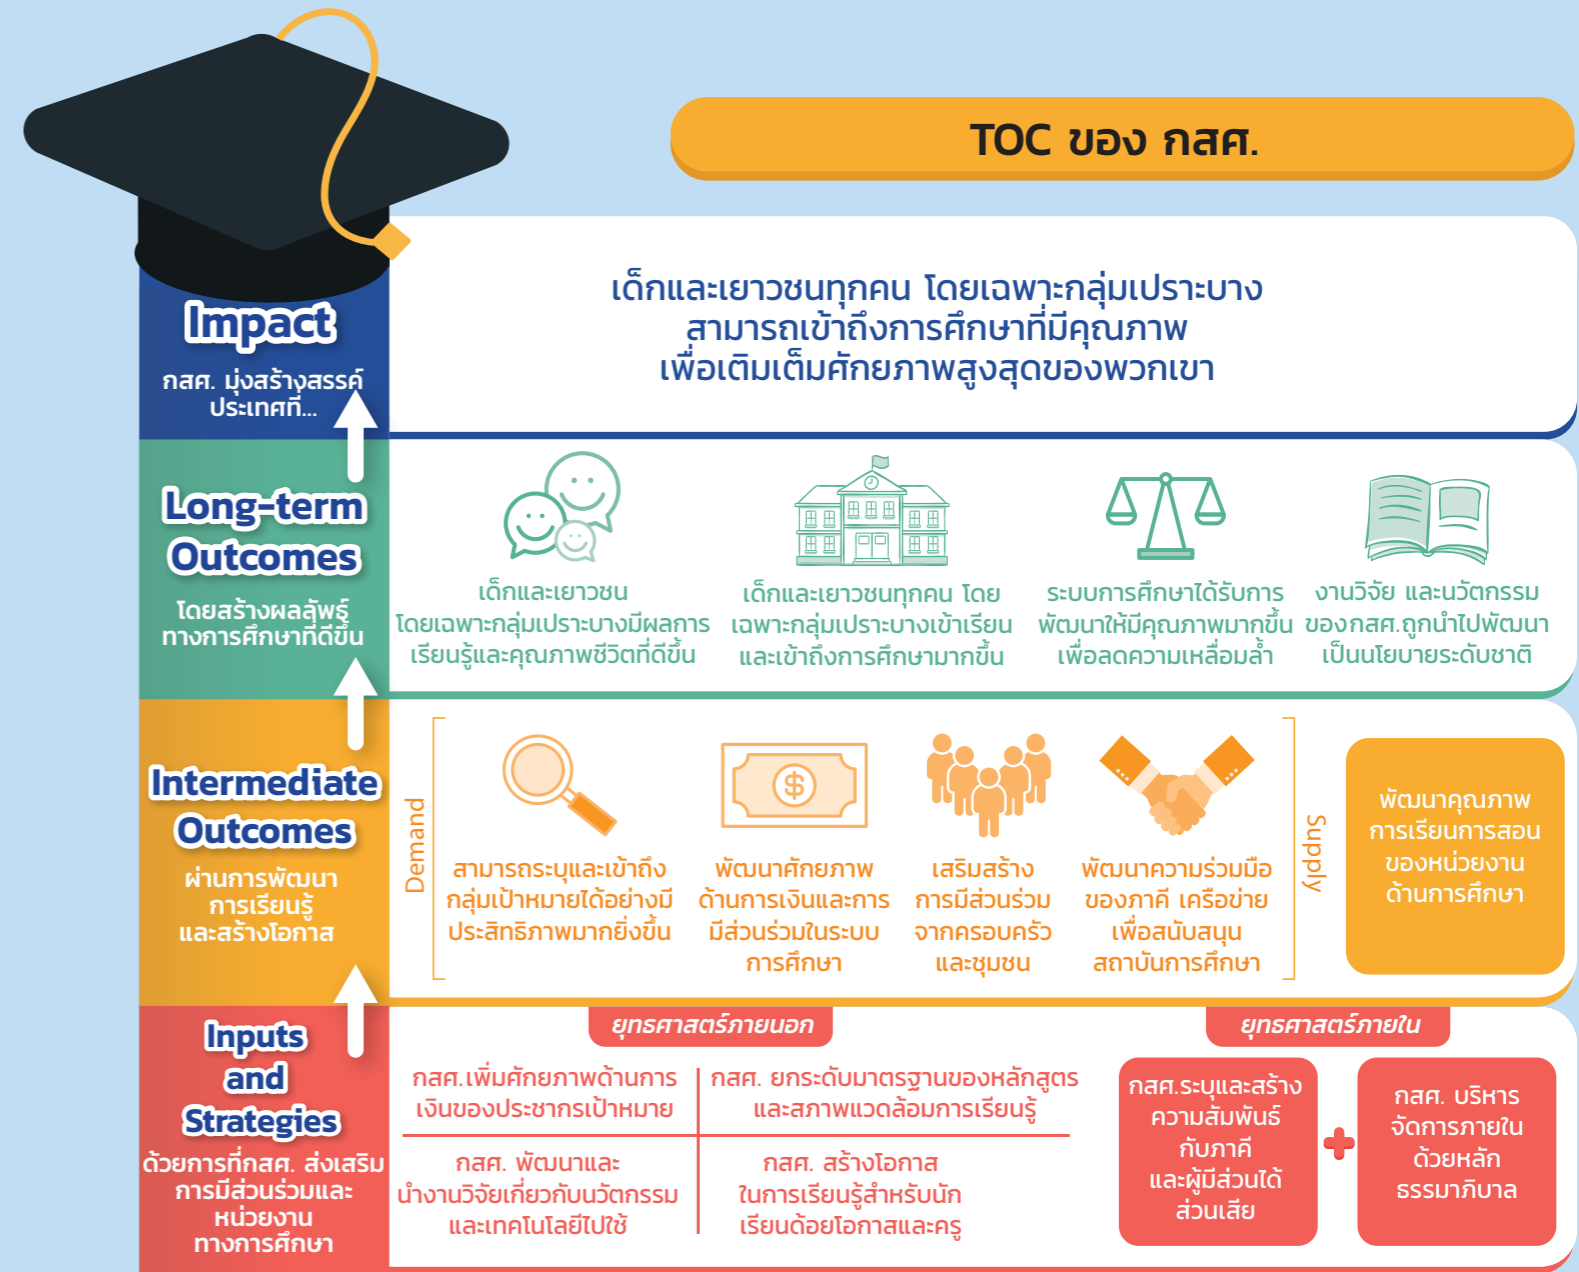 TOC ของ กสศ.
Impact
กสศ. มุ่งสร้างสรรค์
ประเทศที่...
เด็กและเยาวชนทุกคน โดยเฉพาะกลุ่มเปราะบาง
สามารถเข้าถึงการศึกษาที่มีคุณภาพ
เพื่อเติมเต็มศักยภาพสูงสุดของพวกเขา
Long-term
Outcomes
โดยสร้างผลลัพธ์
ทางการศึกษาที่ดีขึ้น
เด็กและเยาวชน
โดยเฉพาะกลุ่มเปราะบางมีผลการ
เรียนรู้และคุณภาพชีวิตที่ดีขึ้น
เด็กและเยาวชนทุกคน โดย
เฉพาะกลุ่มเปราะบางเข้าเรียน
และเข้าถึงการศึกษามากขึ้น
ระบบการศึกษาได้รับการ
พัฒนาให้มีคุณภาพมากขึ้น
เพื่อลดความเหลื่อมล้ำ
งานวิจัย และนวัตกรรม
ของกสศ.ถูกนำไปพัฒนา
เป็นนโยบายระดับชาติ
Intermediate
Outcomes
ผ่านการพัฒนา
การเรียนรู้
และสร้างโอกาส
Demand
สามารถระบุและเข้าถึง
กลุ่มเป้าหมายได้อย่างมี
ประสิทธิภาพมากยิ่งขึ้น
พัฒนาศักยภาพ
ด้านการเงินและการ
มีส่วนร่วมในระบบ
การศึกษา
เสริมสร้าง
การมีส่วนร่วม
จากครอบครัว
และชุมชน
พัฒนาความร่วมมือ
ของภาคี เครือข่าย
เพื่อสนับสนุน
สถาบันการศึกษา
Supply
พัฒนาคุณภาพ
การเรียนการสอน
ของหน่วยงาน
ด้านการศึกษา
Inputs
and
Strategies
ด้วยการที่กสศ. ส่งเสริม
การมีส่วนร่วมและ
หน่วยงาน
ทางการศึกษา
ยุทธศาสตร์ภายนอก
กสศ.เพิ่มศักยภาพด้านการ
เงินของประชากรเป้าหมาย
กสศ. ยกระดับมาตรฐานของหลักสูตร
และสภาพแวดล้อมการเรียนรู้
กสศ. พัฒนาและ
นำงานวิจัยเกี่ยวกับนวัตกรรม
และเทคโนโลยีไปใช้
กสศ. สร้างโอกาส
ในการเรียนรู้สำหรับนัก
เรียนด้อยโอกาสและครู
ยุทธศาสตร์ภายใน
กสศ.ระบุและสร้าง
ความสัมพันธ์
กับภาคี
และผู้มีส่วนได้
ส่วนเสีย
กสศ. บริหาร
จัดการภายใน
ด้วยหลัก
ธรรมาภิบาล